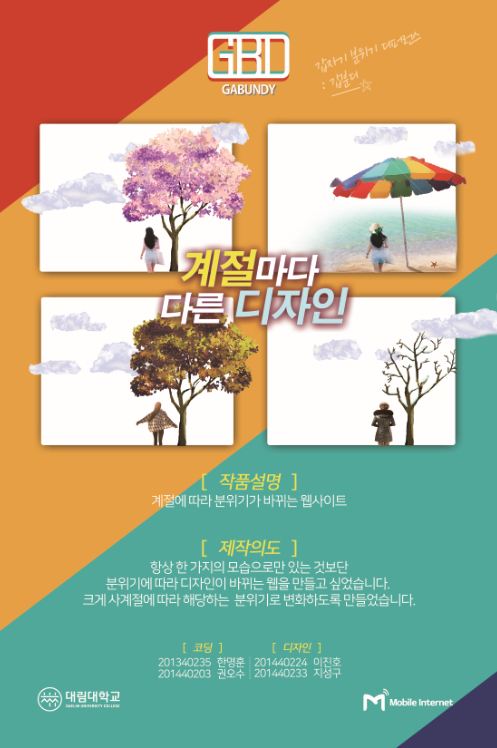 GBD
GABUNDY
갑자기 분위기 디파보스
: 갑분디
계절마다
다른, 디자인
[ 작품설명 ]
계절에 따라 분위기가 바뀌는 웹사이트
[ 제작의도 ]
항상 한 가지의 모습으로만 있는 것보단
분위기에 따라 디자인이 바뀌는 웹을 만들고 싶었습니다.
크게 사계절에 따라 해당하는 분위기로 변화하도록 만들었습니다.
[ 코딩 ] [ 디자인 ]
201340235 한명훈 | 201440224 이진호
201440203 권오수 | 201440233 지성구
대림대학교
DAELIM UNIVERSITY COLLEGE
Mobile Internet